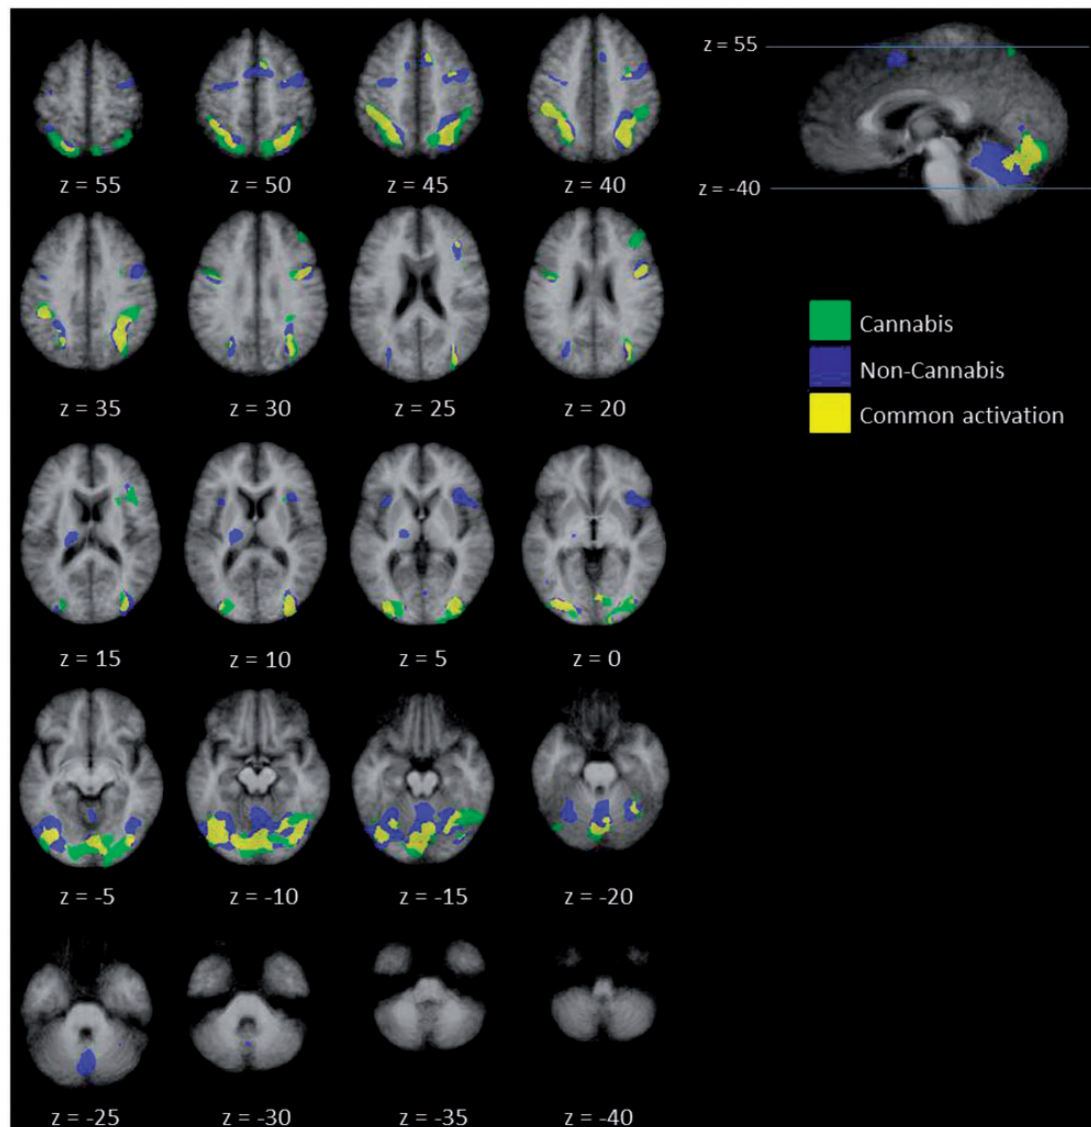 z = 55
z = 50
z = 45
z = 40
z = 55
z = -40
z = 35
z = 30
z = 25
z = 20
Cannabis
Non-Cannabis
Common activation
z = 15
z = 10
z = 5
z = 0
z = -5
z = -10
z = -15
z = -20
z = -25
z = -30
z = -35
z = -40